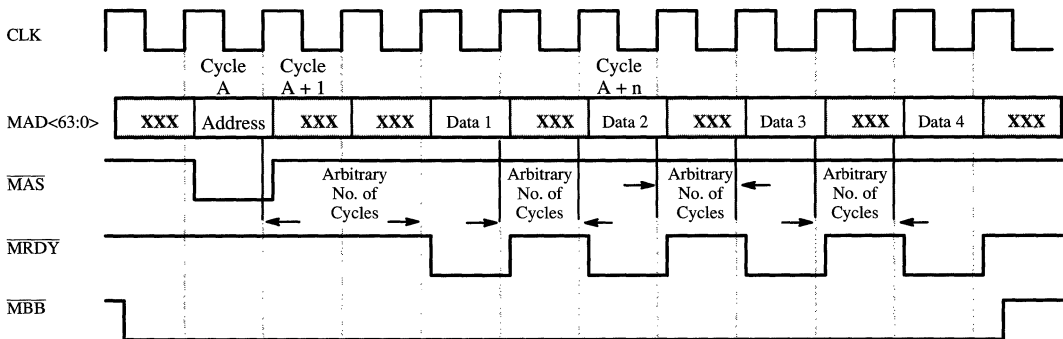 CLK
Cycle A
Cycle A + 1
Cycle A + n
MAD<63:0>
XXX Address XXX XXX Data 1 XXX Data 2 XXX Data 3 XXX Data 4 XXX
MAS
Arbitrary No. of Cycles
Arbitrary No. of Cycles
Arbitrary No. of Cycles
Arbitrary No. of Cycles
MRDY
MBB